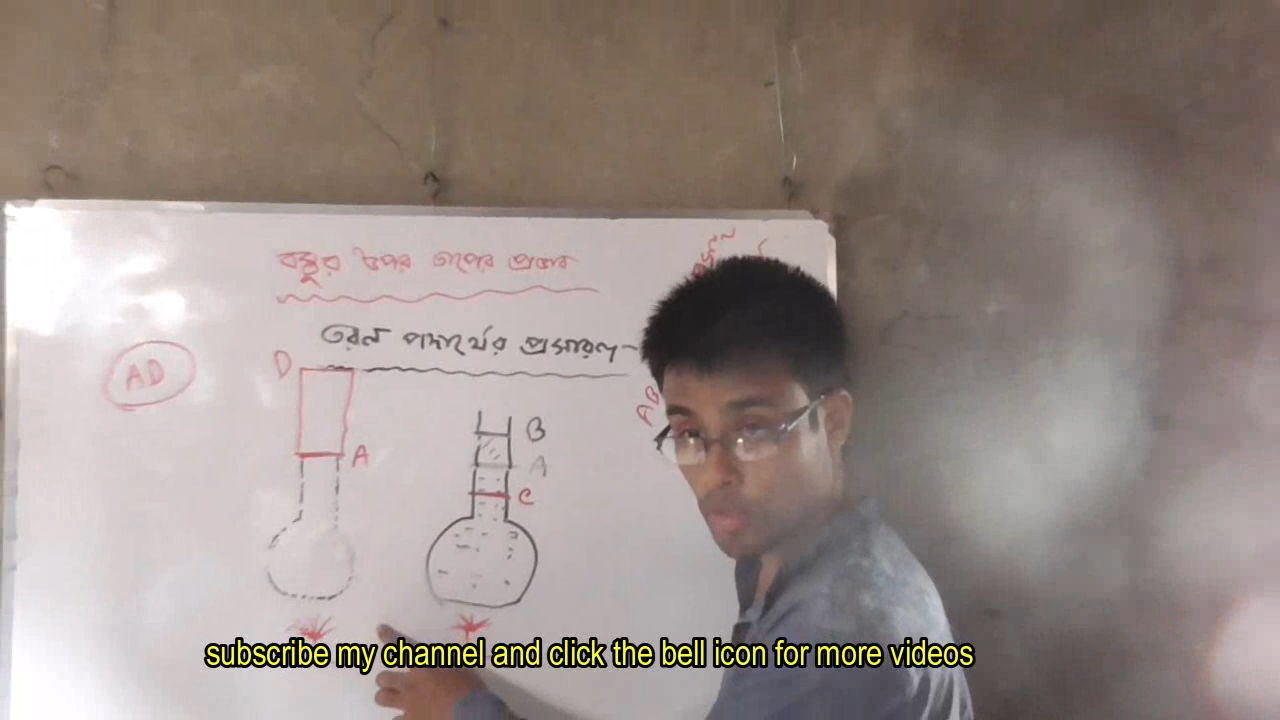 বস্তুর উপর তাপের প্রভাব
তরল পদার্থের প্রসারণ-
AD
D
A
B
A
C
AB
subscribe my channel and click the bell icon for more videos